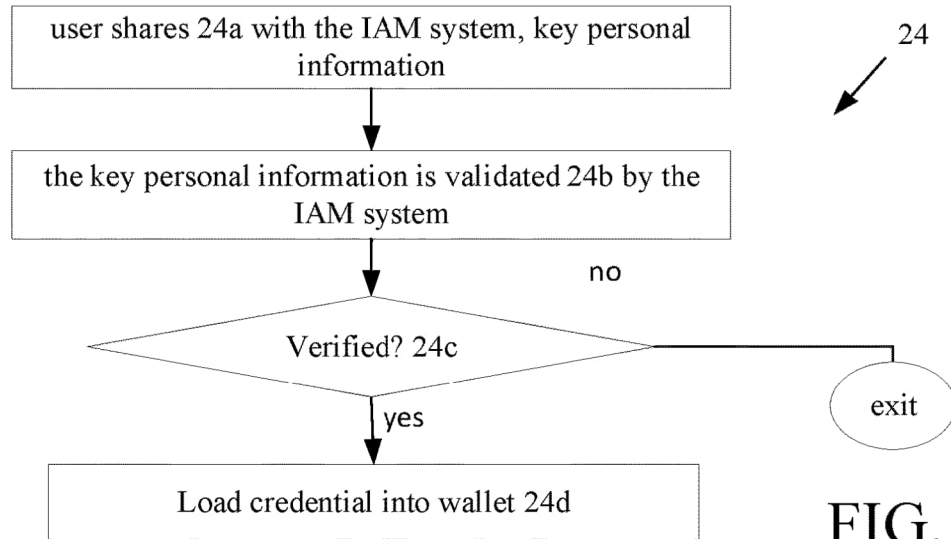 user shares 24a with the IAM system, key personal
information
24
the key personal information is validated 24b by the
IAM system
no
Verified? 24c
exit
yes
Load credential into wallet 24d
FIG.